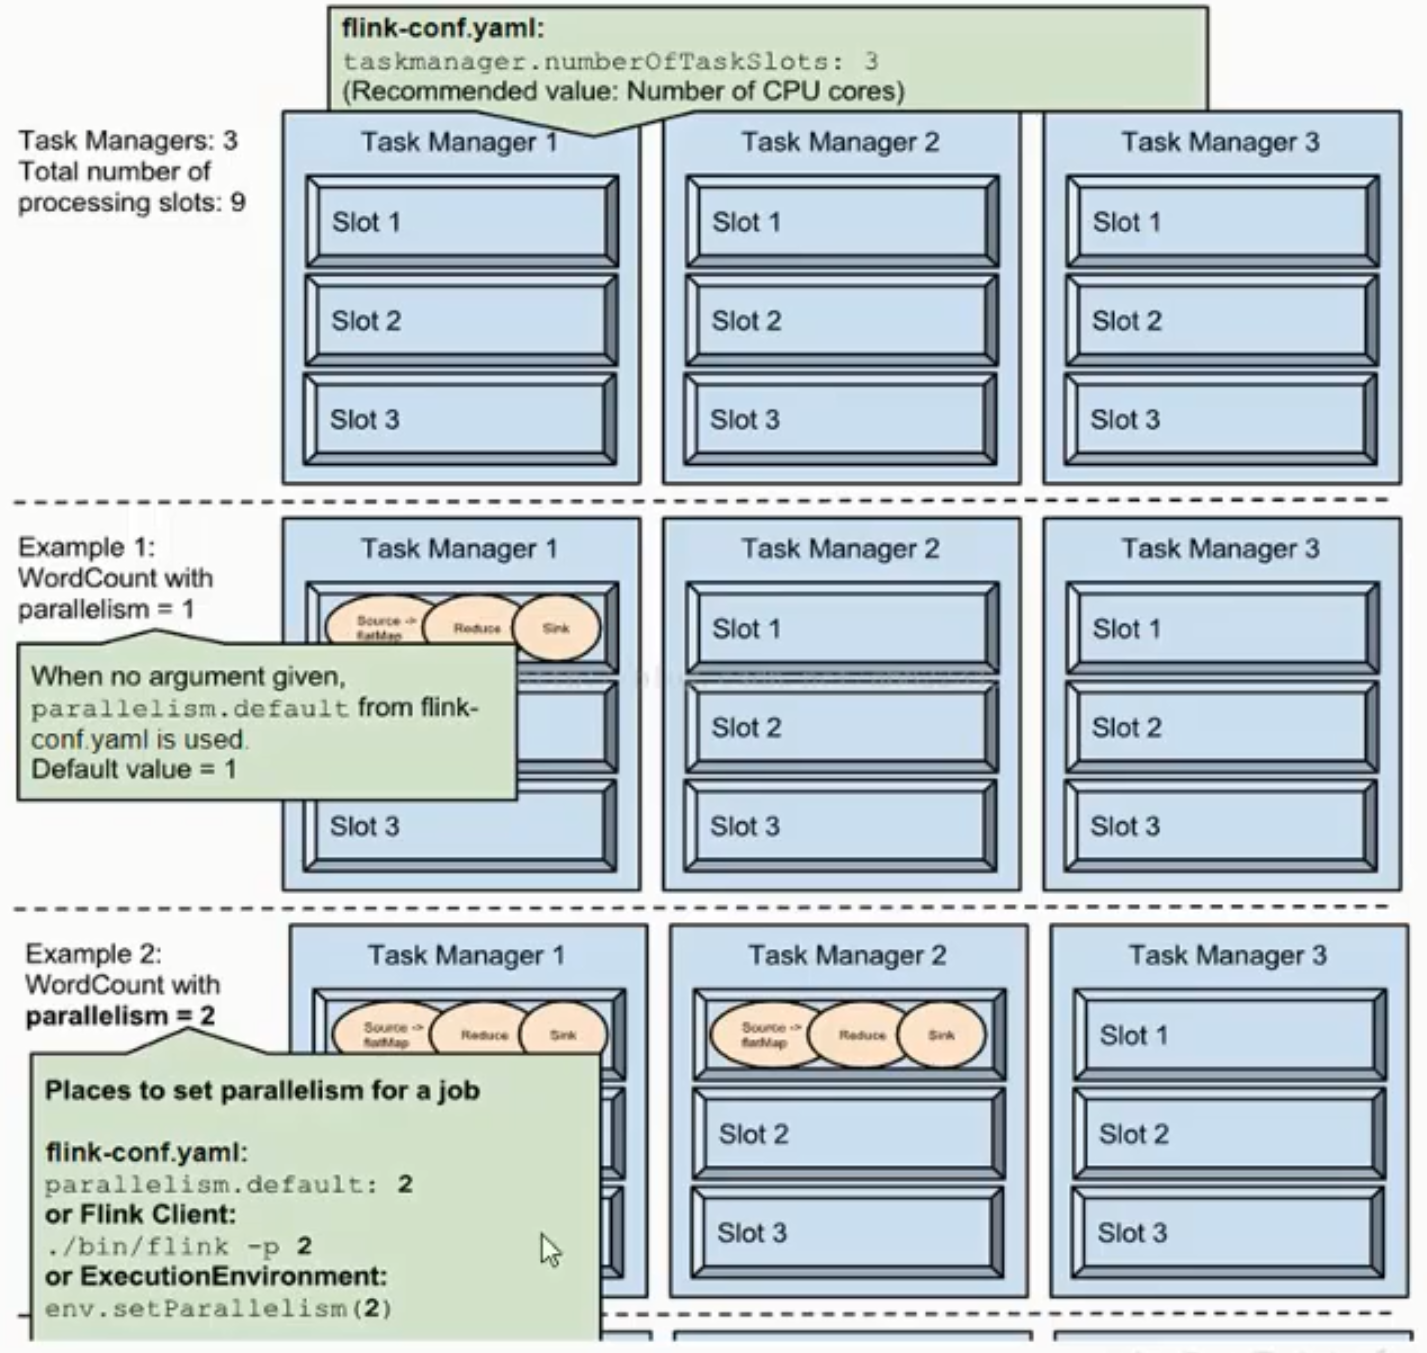 flink-conf.yaml:
taskmanager.numberOfTaskSlots: 3
(Recommended value: Number of CPU cores)
Task Managers: 3
Total number of
processing slots: 9
Task Manager 1
Slot 1
Slot 2
Slot 3
Task Manager 2
Slot 1
Slot 2
Slot 3
Task Manager 3
Slot 1
Slot 2
Slot 3
Example 1:
WordCount with
parallelism = 1
When no argument given,
parallelism.default from flink-
conf.yaml is used.
Default value = 1
Task Manager 1
Source ->
flatMap
Reduce
Sink
Slot 3
Task Manager 2
Slot 1
Slot 2
Slot 3
Task Manager 3
Slot 1
Slot 2
Slot 3
Example 2:
WordCount with
parallelism = 2
Places to set parallelism for a job
flink-conf.yaml:
parallelism.default: 2
or Flink Client:
./bin/flink -p 2
or ExecutionEnvironment:
env.setParallelism(2)
Task Manager 1
Source ->
flatMap
Reduce
Sink
Task Manager 2
Source ->
flatMap
Reduce
Sink
Slot 2
Slot 3
Task Manager 3
Slot 1
Slot 2
Slot 3